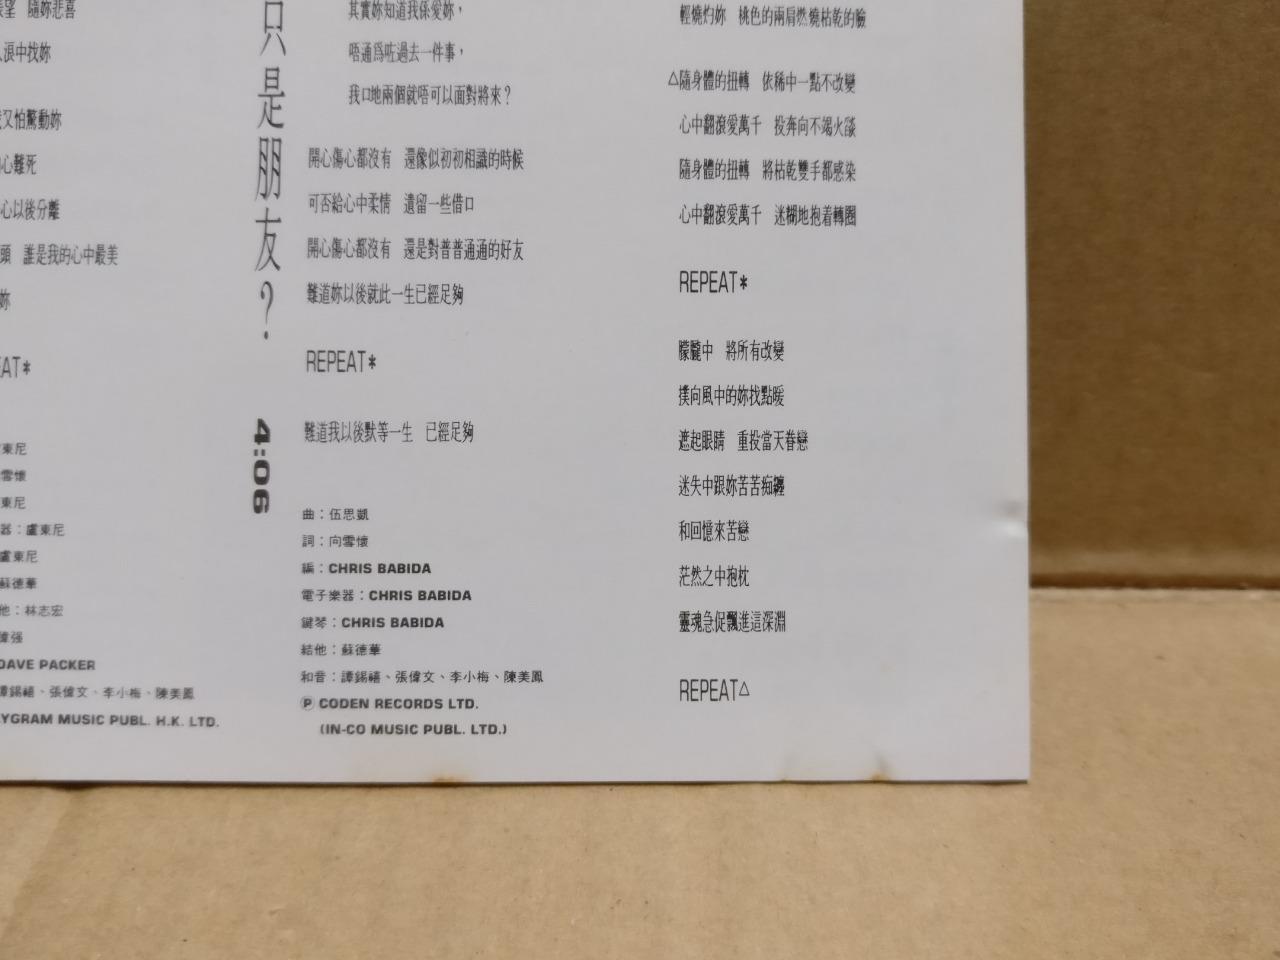 隨妳悲喜
淚中找妳
又怕驚動妳
心難死
心以後分離
頭 誰是我的心中最美
妳
EAT*
東尼
雪懷
東尼
器：盧東尼
盧東尼
蘇德華
他：林志宏
偉强
DAVE PACKER
譚錫禧、張偉文、李小梅、陳美鳳
YGRAM MUSIC PUBL. H.K. LTD.
只是朋友？
4:06
其實妳知道我係愛妳，
唔通爲咗過去一件事，
我口地兩個就唔可以面對將來？
開心傷心都沒有 還像似初初相識的時候
可否給心中柔情 遺留一些借口
開心傷心都沒有 還是對普普通通的好友
難道妳以後就此一生已經足夠
REPEAT*
難道我以後默等一生 已經足夠
曲：伍思凱
詞：向雪懷
編：CHRIS BABIDA
電子樂器：CHRIS BABIDA
鍵琴：CHRIS BABIDA
結他：蘇德華
和音：譚錫禧、張偉文、李小梅、陳美鳳
Ⓟ CODEN RECORDS LTD.
(IN-CO MUSIC PUBL. LTD.)
輕燒灼妳 桃色的兩肩燃燒枯乾的臉
△隨身體的扭轉 依稀中一點不改變
心中翻滾愛萬千 投奔向不竭火燄
隨身體的扭轉 將枯乾雙手都感染
心中翻滾愛萬千 迷糊地抱着轉圈
REPEAT*
朦朧中 將所有改變
撲向風中的妳找點暖
遮起眼睛 重投當天眷戀
迷失中跟妳苦苦痴纏
和回憶來苦戀
茫然之中抱枕
靈魂急促飄進這深淵
REPEAT△